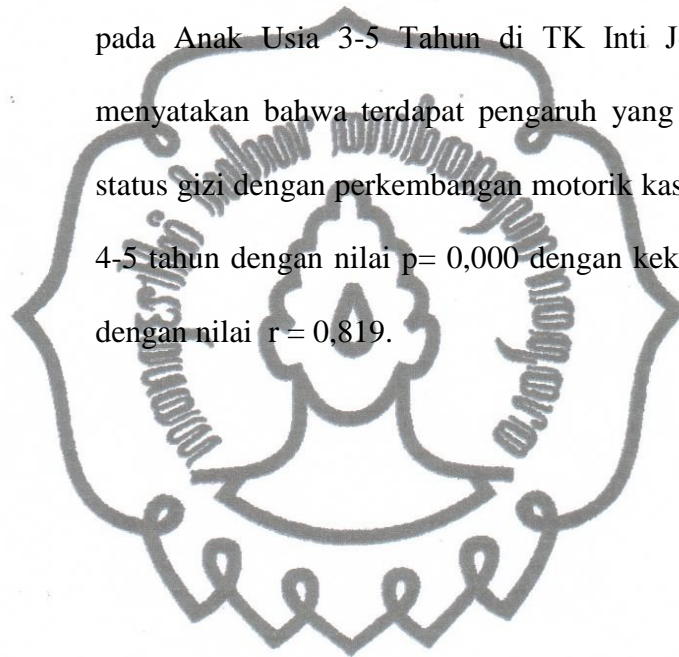 pada Anak Usia 3-5 Tahun di TK Inti J
menyatakan bahwa terdapat pengaruh yang
status gizi dengan perkembangan motorik kas
4-5 tahun dengan nilai p= 0,000 dengan kek
dengan nilai r = 0,819.